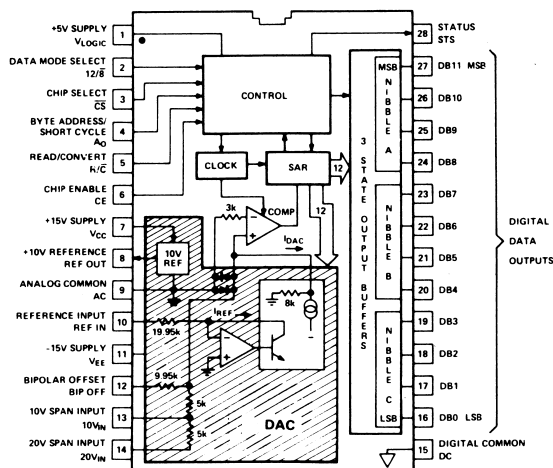 +5V SUPPLY
VLOGIC
1
DATA MODE SELECT
12/8
2
CHIP SELECT
CS
3
BYTE ADDRESS/
SHORT CYCLE
A0
4
READ/CONVERT
R/C
5
CHIP ENABLE
CE
6
+15V SUPPLY
VCC
7
+10V REFERENCE
REF OUT
8
ANALOG COMMON
AC
9
REFERENCE INPUT
REF IN
10
-15V SUPPLY
VEE
11
BIPOLAR OFFSET
BIP OFF
12
10V SPAN INPUT
10VIN
13
20V SPAN INPUT
20VIN
14
CONTROL
CLOCK
SAR
12
12
3k
COMP
-
+
IDAC
10V
REF
8k
-
19.95k
IREF
-
+
9.95k
5k
5k
DAC
3 STATE OUTPUT BUFFERS
MSB
NIBBLE A
NIBBLE B
NIBBLE C
LSB
28
STATUS
STS
27
DB11 MSB
26
DB10
25
DB9
24
DB8
23
DB7
22
DB6
21
DB5
20
DB4
19
DB3
18
DB2
17
DB1
16
DB0 LSB
15
DIGITAL COMMON
DC
DIGITAL
DATA
OUTPUTS